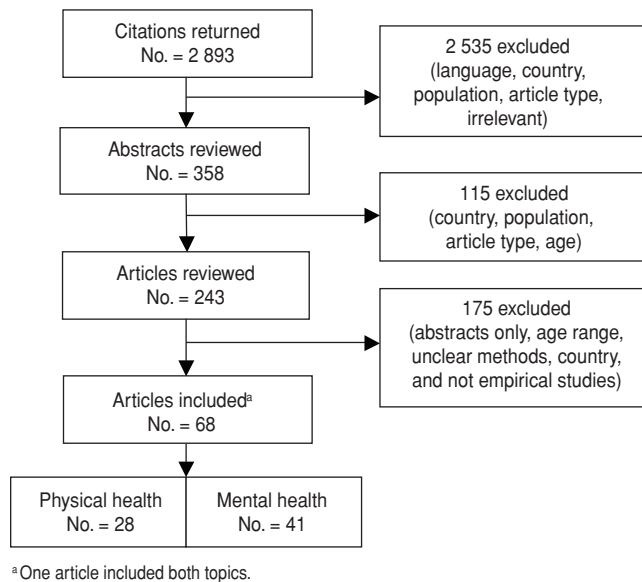 Citations returned
No. = 2 893
2 535 excluded
(language, country,
population, article type,
irrelevant)
Abstracts reviewed
No. = 358
115 excluded
(country, population,
article type, age)
Articles reviewed
No. = 243
175 excluded
(abstracts only, age range,
unclear methods, country,
and not empirical studies)
Articles includedᵃ
No. = 68
Physical health
No. = 28
Mental health
No. = 41
ᵃ One article included both topics.